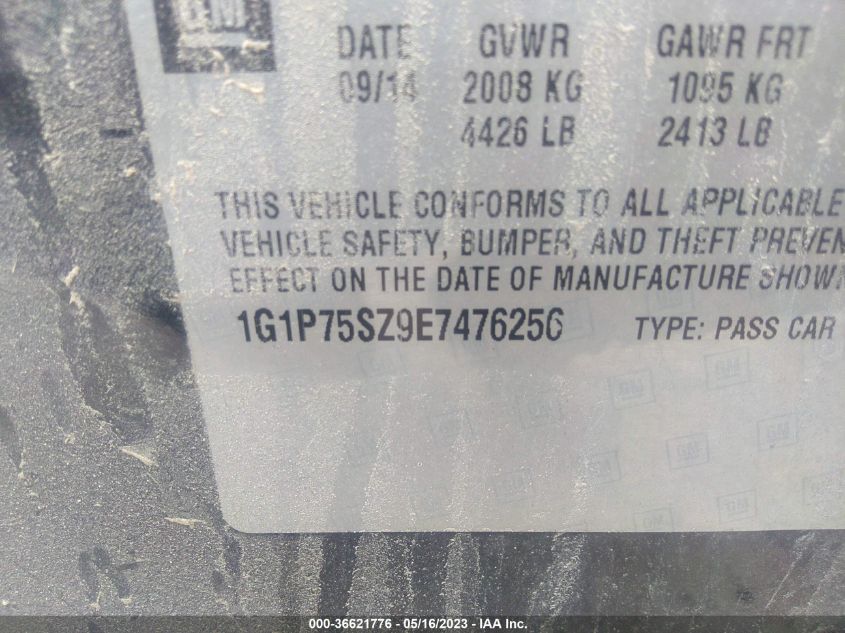 GM
DATE GVWR GAWR FRT
09/14 2008 KG 1095 KG
4426 LB 2413 LB
THIS VEHICLE CONFORMS TO ALL APPLICABLE
VEHICLE SAFETY, BUMPER, AND THEFT PREVEN
EFFECT ON THE DATE OF MANUFACTURE SHOWN
1G1P75SZ9E7476256 TYPE: PASS CAR
000-36621776 - 05/16/2023 - IAA Inc.